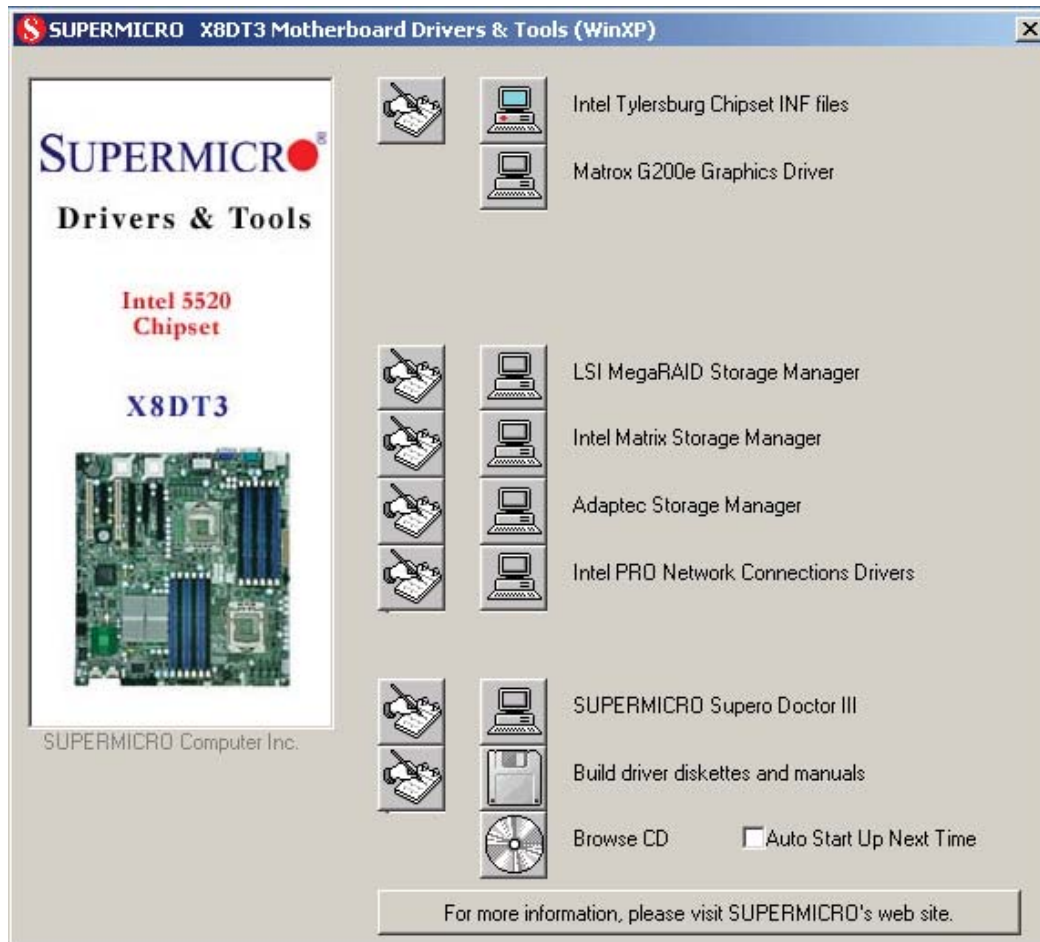 SUPERMICRO X8DT3 Motherboard Drivers & Tools (WinXP)
SUPERMICRO®
Drivers & Tools
Intel 5520
Chipset
X8DT3
SUPERMICRO Computer Inc.
Intel Tylersburg Chipset INF files
Matrox G200e Graphics Driver
LSI MegaRAID Storage Manager
Intel Matrix Storage Manager
Adaptec Storage Manager
Intel PRO Network Connections Drivers
SUPERMICRO Supero Doctor III
Build driver diskettes and manuals
Browse CD Auto Start Up Next Time
For more information, please visit SUPERMICRO's web site.